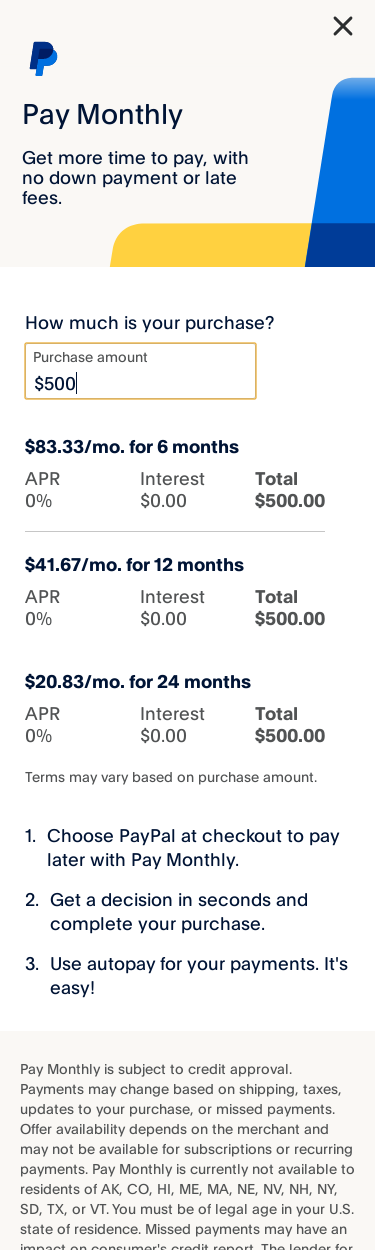 Pay Monthly
Get more time to pay, with
no down payment or late
fees.
How much is your purchase?
Purchase amount
$500
$83.33/mo. for 6 months
APR Interest Total
0% $0.00 $500.00
$41.67/mo. for 12 months
APR Interest Total
0% $0.00 $500.00
$20.83/mo. for 24 months
APR Interest Total
0% $0.00 $500.00
Terms may vary based on purchase amount.
1. Choose PayPal at checkout to pay
later with Pay Monthly.
2. Get a decision in seconds and
complete your purchase.
3. Use autopay for your payments. It's
easy!
Pay Monthly is subject to credit approval.
Payments may change based on shipping, taxes,
updates to your purchase, or missed payments.
Offer availability depends on the merchant and
may not be available for subscriptions or recurring
payments. Pay Monthly is currently not available to
residents of AK, CO, HI, ME, MA, NE, NV, NH, NY,
SD, TX, or VT. You must be of legal age in your U.S.
state of residence. Missed payments may have an
impact on consumer's credit report. The lender for